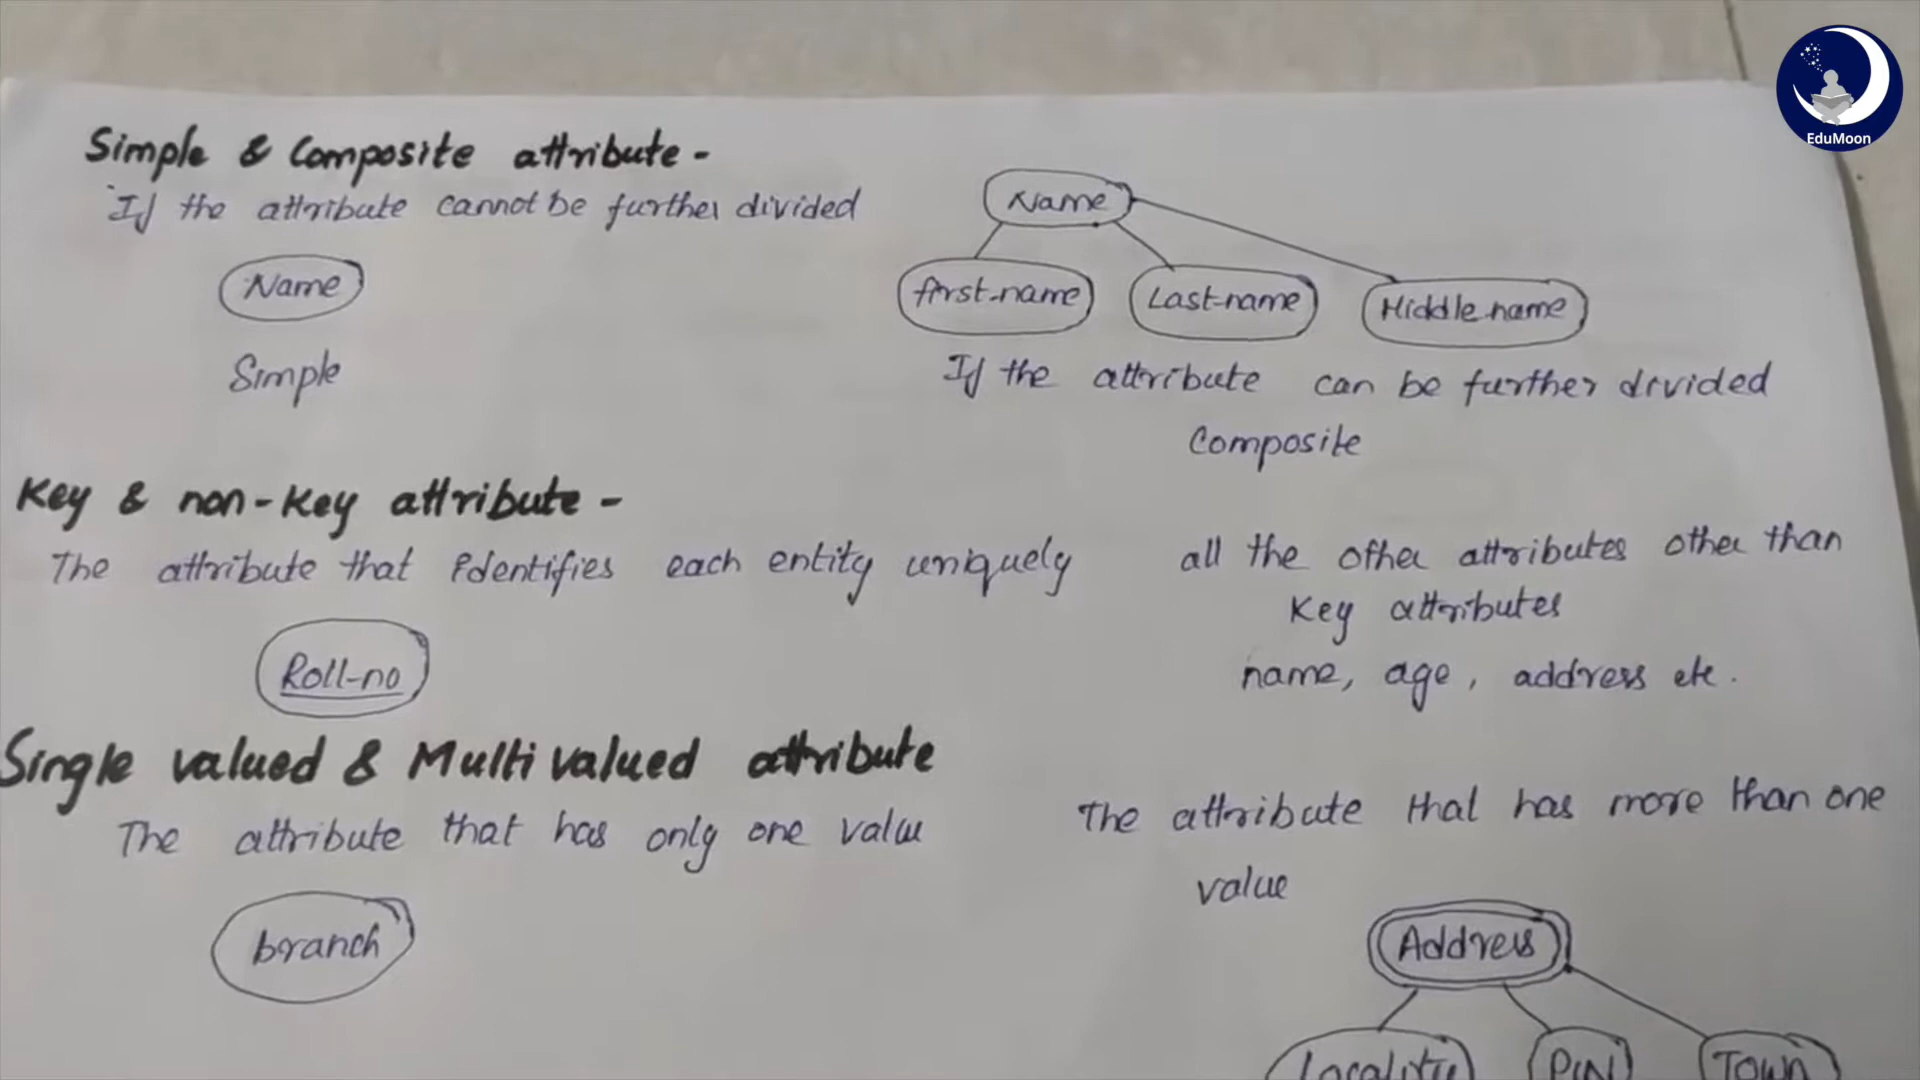 EduMoon
Simple & Composite attribute -
If the attribute cannot be further divided
Name
Simple
Name
first-name
Last-name
Middle-name
If the attribute can be further divided
Composite
Key & non-key attribute -
The attribute that identifies each entity uniquely
Roll-no
all the other attributes other than
Key attributes
name, age, address etc.
Single valued & Multi valued attribute
The attribute that has only one value
branch
The attribute that has more than one
value
Address
Locality
PIN
Town